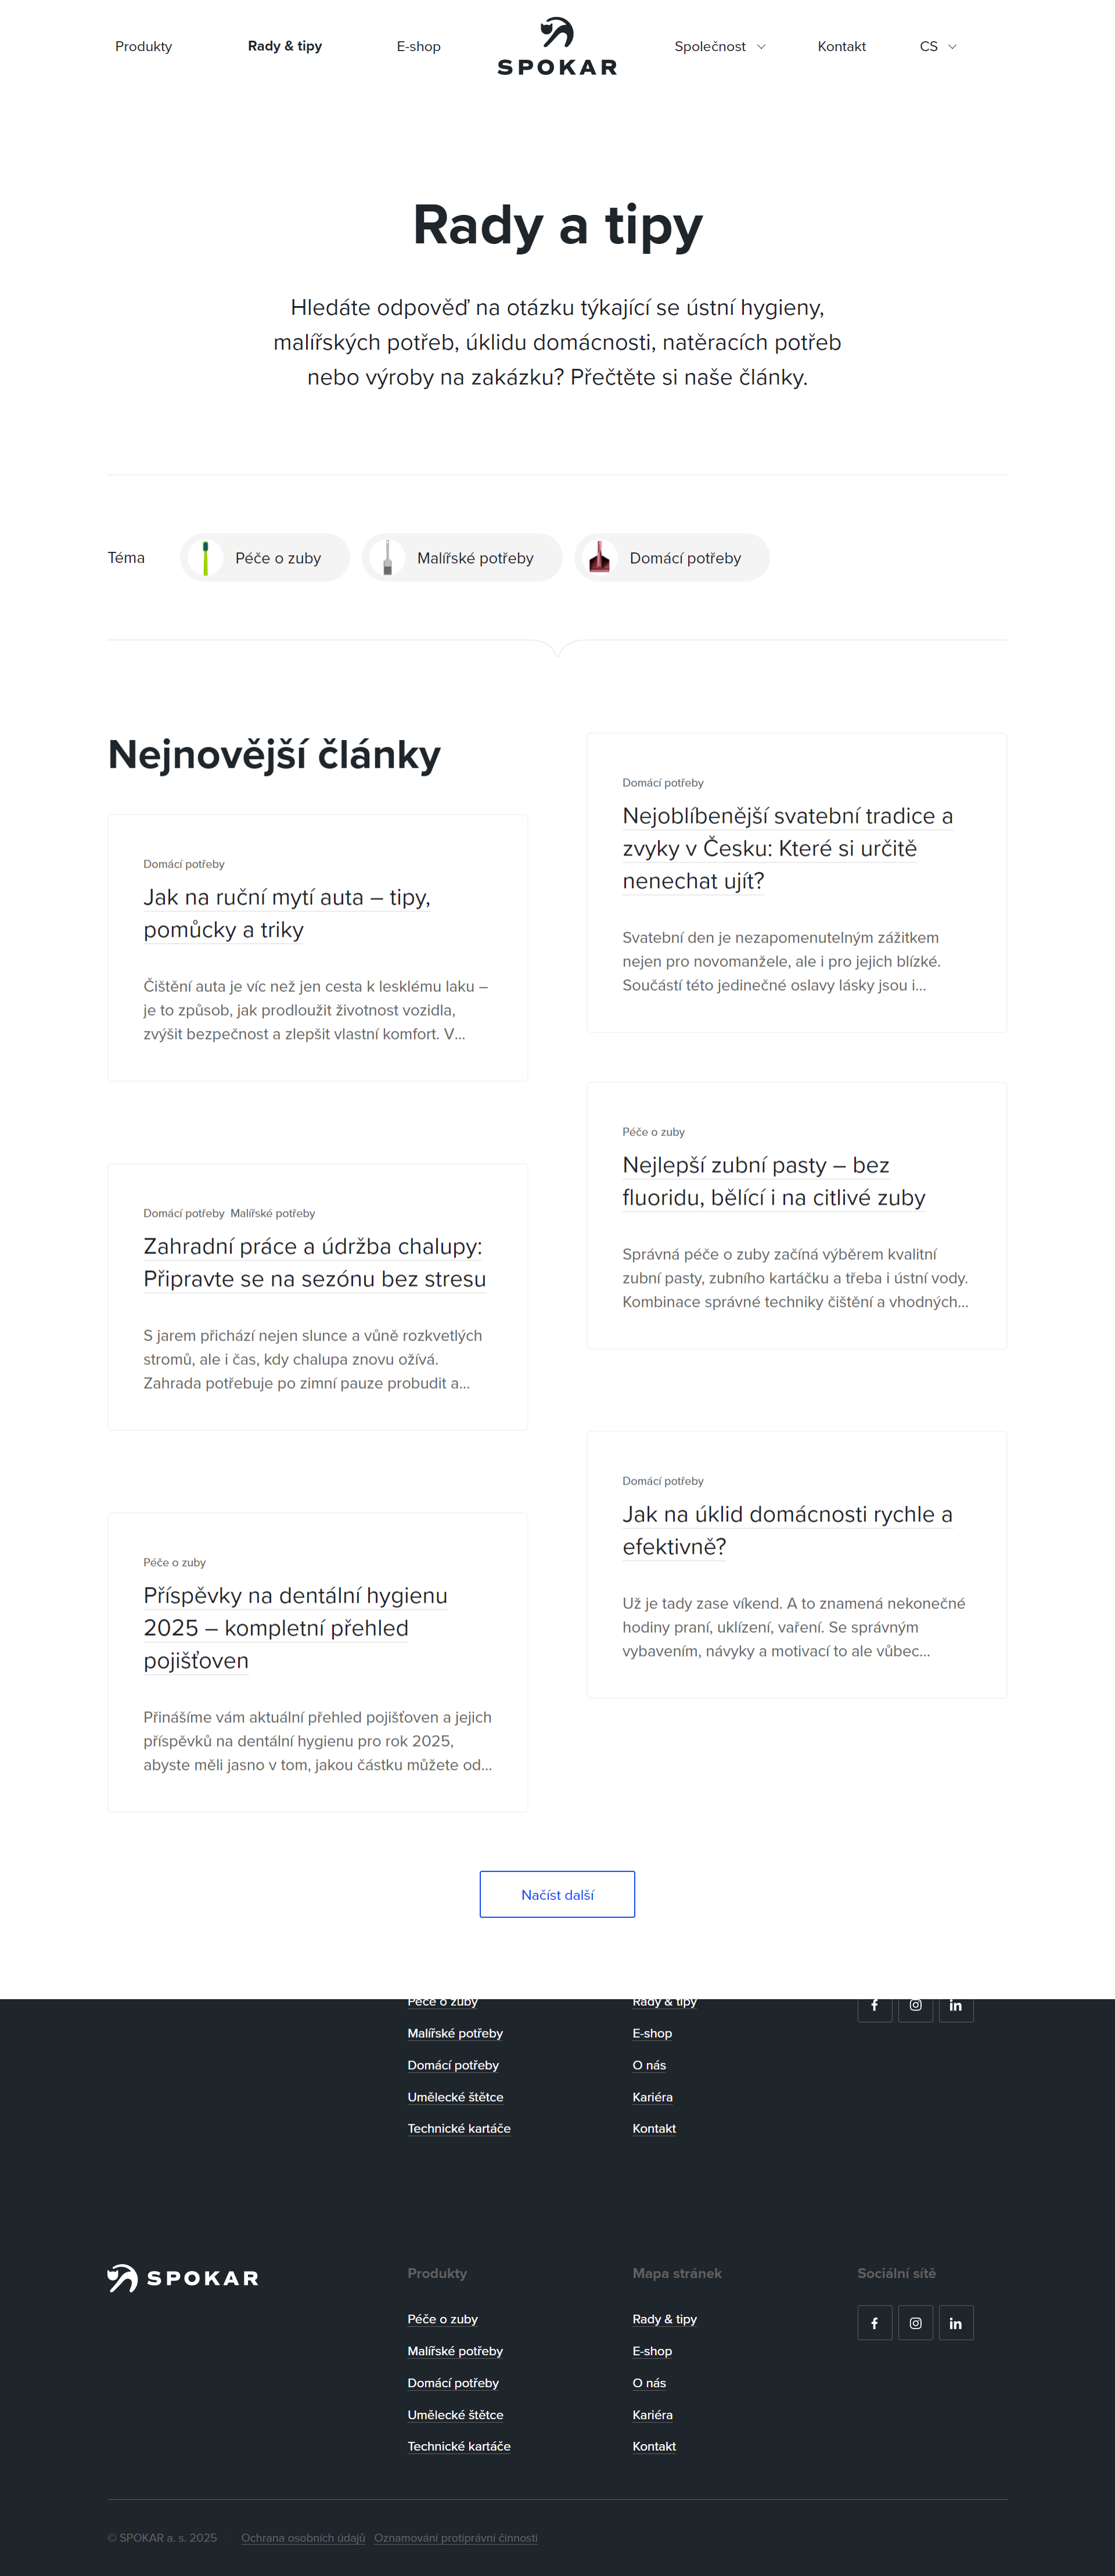 Produkty
Rady & tipy
E-shop
SPOKAR
Společnost
Kontakt
CS
Rady a tipy
Hledáte odpověď na otázku týkající se ústní hygieny,
malířských potřeb, úklidu domácnosti, natěracích potřeb
nebo výroby na zakázku? Přečtěte si naše články.
Téma
Péče o zuby
Malířské potřeby
Domácí potřeby
Nejnovější články
Domácí potřeby
Jak na ruční mytí auta – tipy,
pomůcky a triky
Čištění auta je víc než jen cesta k lesklému laku –
je to způsob, jak prodloužit životnost vozidla,
zvýšit bezpečnost a zlepšit vlastní komfort. V...
Domácí potřeby
Nejoblíbenější svatební tradice a
zvyky v Česku: Které si určitě
nenechat ujít?
Svatební den je nezapomenutelným zážitkem
nejen pro novomanžele, ale i pro jejich blízké.
Součástí této jedinečné oslavy lásky jsou i...
Domácí potřeby Malířské potřeby
Zahradní práce a údržba chalupy:
Připravte se na sezónu bez stresu
S jarem přichází nejen slunce a vůně rozkvetlých
stromů, ale i čas, kdy chalupa znovu ožívá.
Zahrada potřebuje po zimní pauze probudit a...
Péče o zuby
Nejlepší zubní pasty – bez
fluoridu, bělící i na citlivé zuby
Správná péče o zuby začíná výběrem kvalitní
zubní pasty, zubního kartáčku a třeba i ústní vody.
Kombinace správné techniky čištění a vhodných...
Péče o zuby
Příspěvky na dentální hygienu
2025 – kompletní přehled
pojišťoven
Přinášíme vám aktuální přehled pojišťoven a jejich
příspěvků na dentální hygienu pro rok 2025,
abyste měli jasno v tom, jakou částku můžete od...
Domácí potřeby
Jak na úklid domácnosti rychle a
efektivně?
Už je tady zase víkend. A to znamená nekonečné
hodiny praní, uklízení, vaření. Se správným
vybavením, návyky a motivací to ale vůbec...
Načíst další
Péče o zuby
Malířské potřeby
Domácí potřeby
Umělecké štětce
Technické kartáče
Rady & tipy
E-shop
O nás
Kariéra
Kontakt
SPOKAR
Produkty
Péče o zuby
Malířské potřeby
Domácí potřeby
Umělecké štětce
Technické kartáče
Mapa stránek
Rady & tipy
E-shop
O nás
Kariéra
Kontakt
Sociální sítě
© SPOKAR a. s. 2025
Ochrana osobních údajů
Oznamování protiprávní činnosti